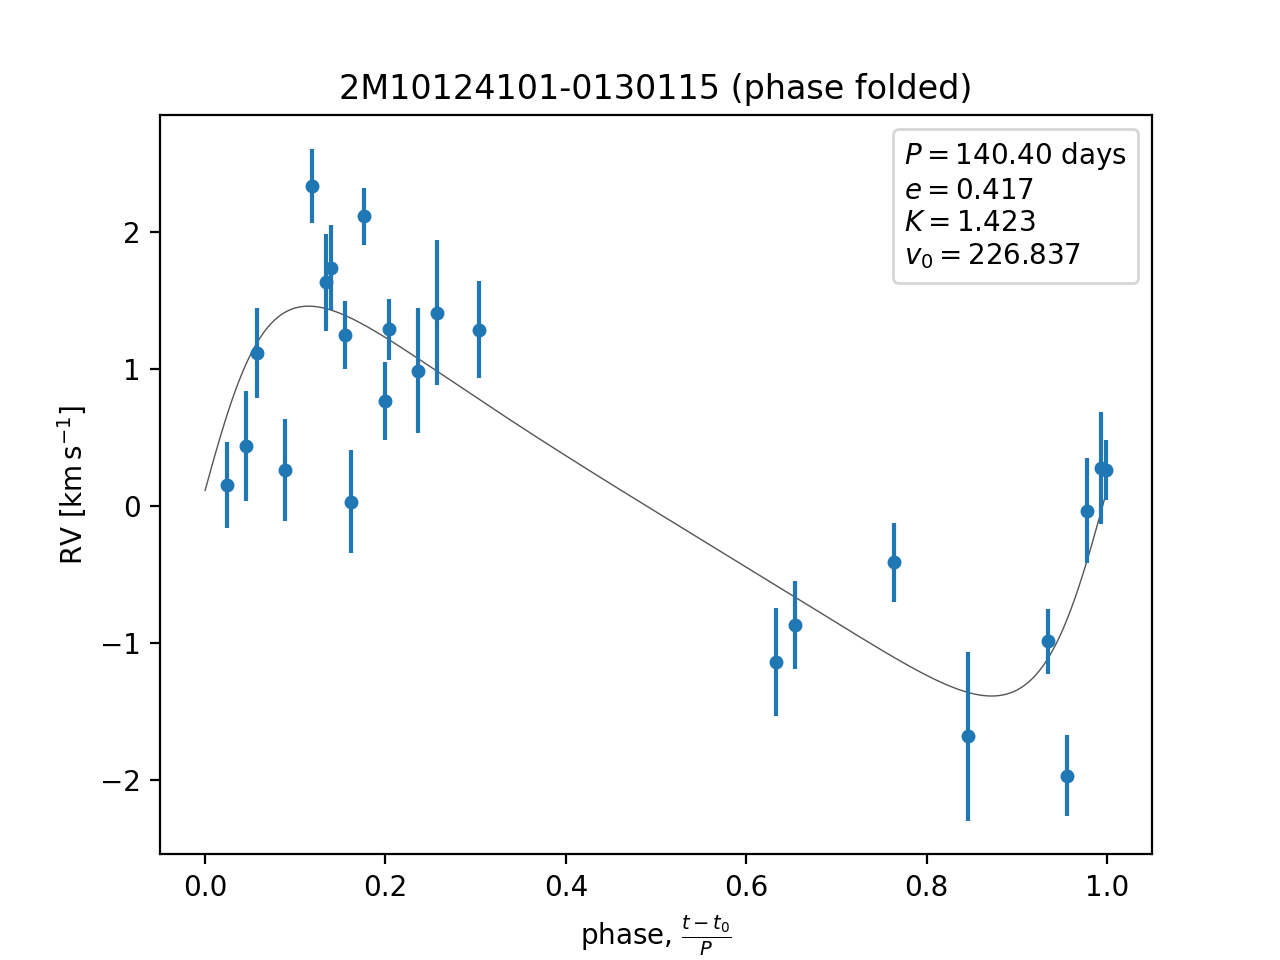 2M10124101-0130115 (phase folded)
P = 140.40 days
e = 0.417
K = 1.423
v₀ = 226.837
RV [km s⁻¹]
2
1
0
−1
−2
0.0 0.2 0.4 0.6 0.8 1.0
phase, (t − t₀)/P